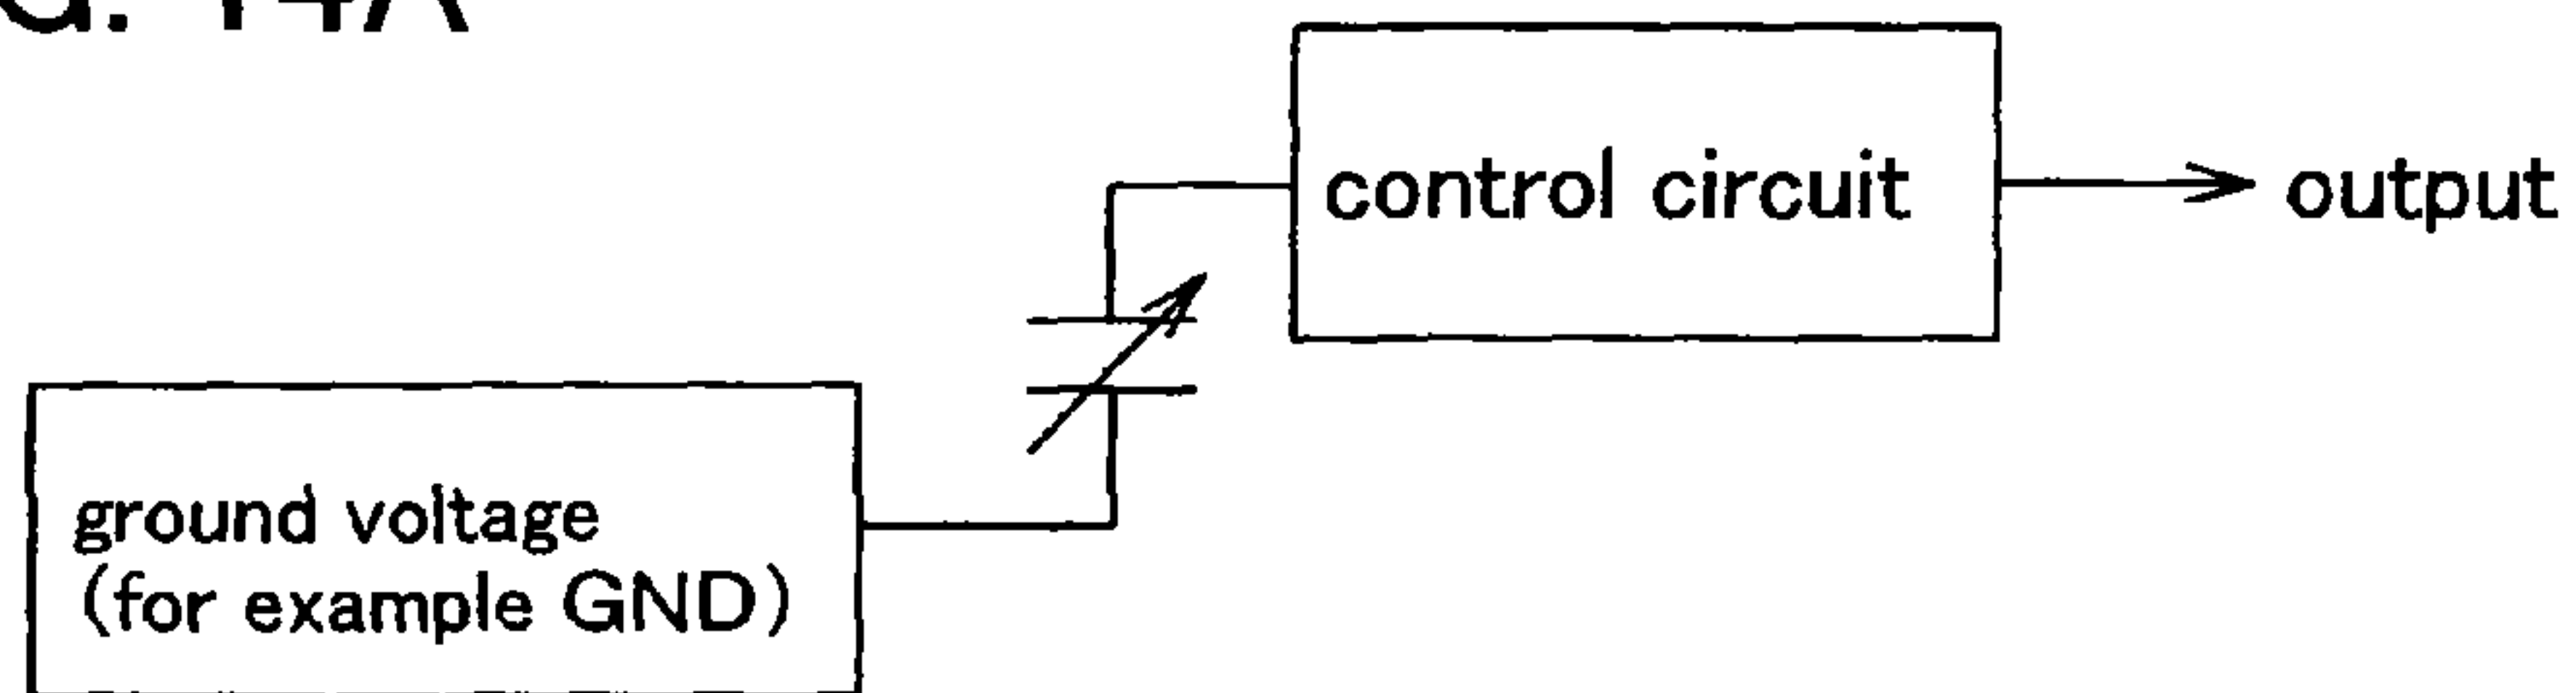 control circuit
output
ground voltage
(for example GND)